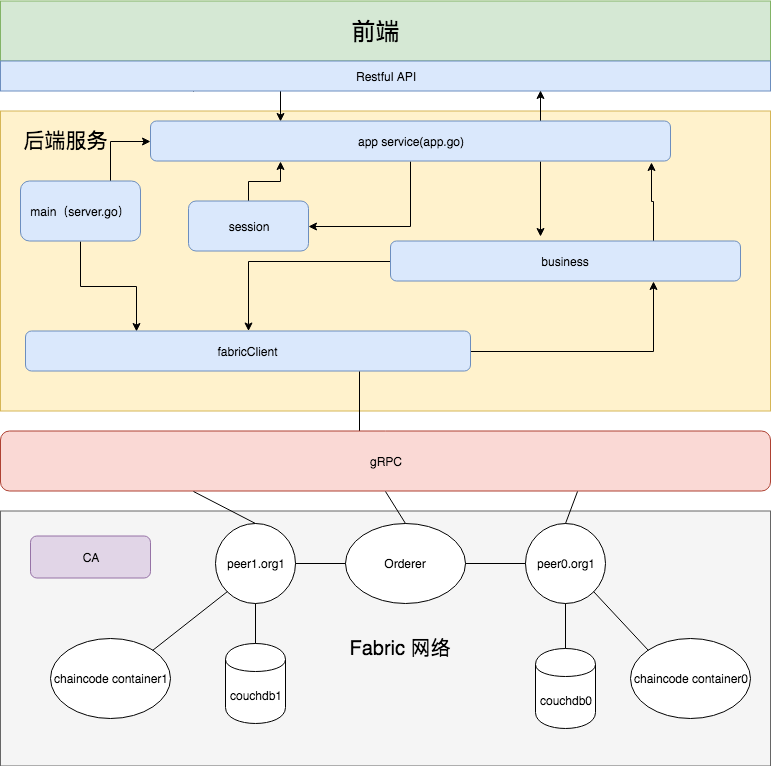 前端
Restful API
后端服务
app service(app.go)
main（server.go）
session
business
fabricClient
gRPC
CA
peer1.org1
Orderer
peer0.org1
Fabric 网络
chaincode container1
couchdb1
couchdb0
chaincode container0